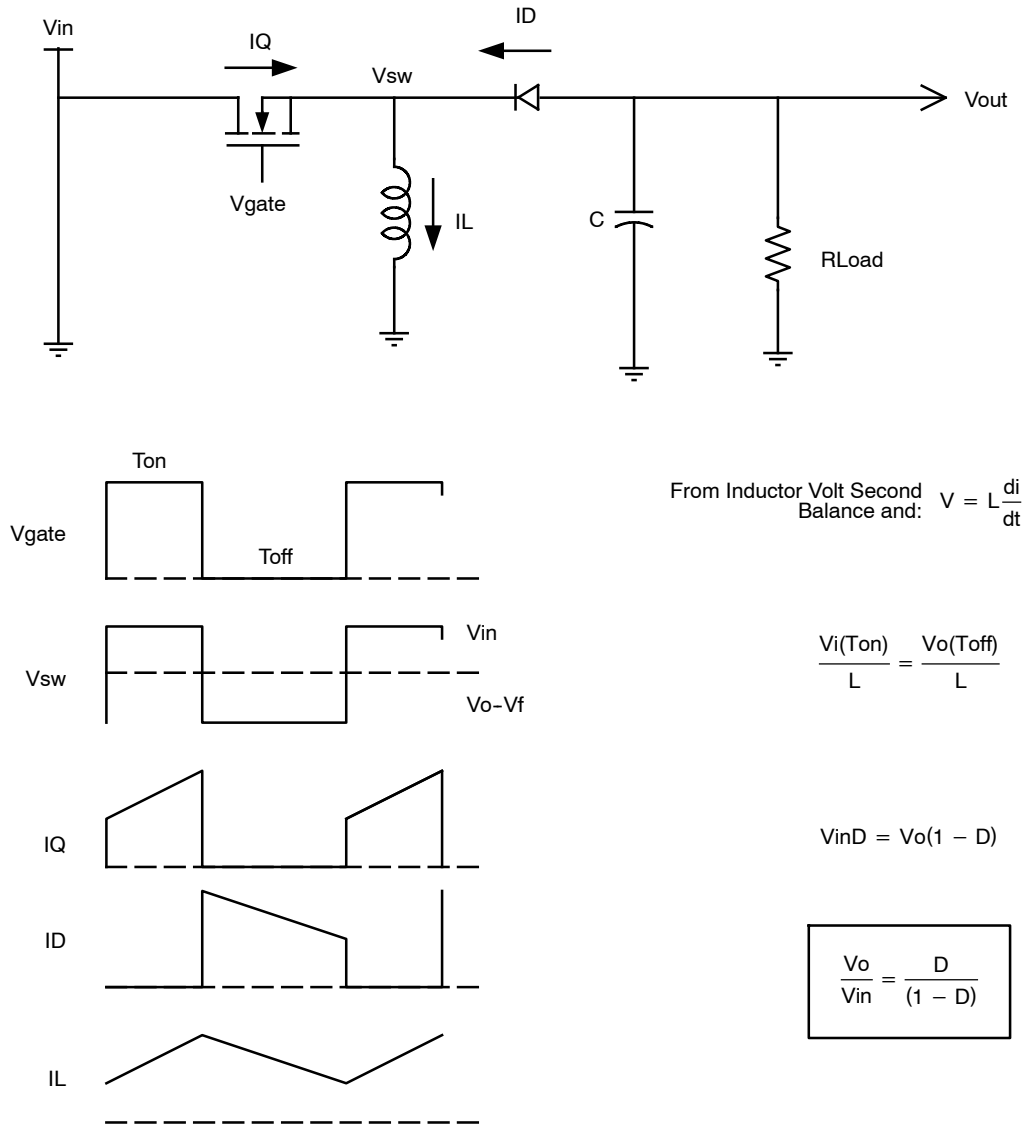 Vin
IQ
ID
Vsw
Vout
Vgate
IL
C
RLoad
Ton
Vgate
Toff
From Inductor Volt Second
Balance and: V = L di/dt
Vin
Vsw
Vo-Vf
Vi(Ton)/L = Vo(Toff)/L
IQ
VinD = Vo(1 − D)
ID
Vo/Vin = D/(1 − D)
IL